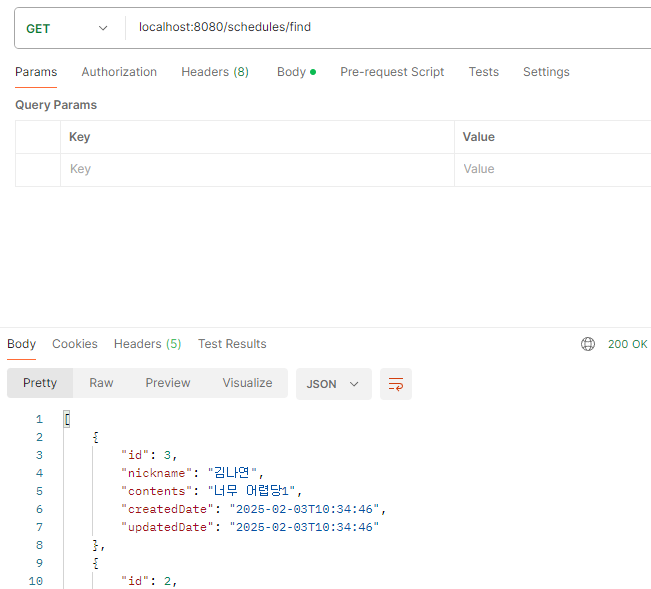 GET localhost:8080/schedules/find
Params Authorization Headers (8) Body Pre-request Script Tests Settings
Query Params
Key Value
Key Value
Body Cookies Headers (5) Test Results 200 OK
Pretty Raw Preview Visualize JSON
1 [
2 {
3 "id": 3,
4 "nickname": "김나연",
5 "contents": "너무 어렵당1",
6 "createdDate": "2025-02-03T10:34:46",
7 "updatedDate": "2025-02-03T10:34:46"
8 },
9 {
10 "id": 2,